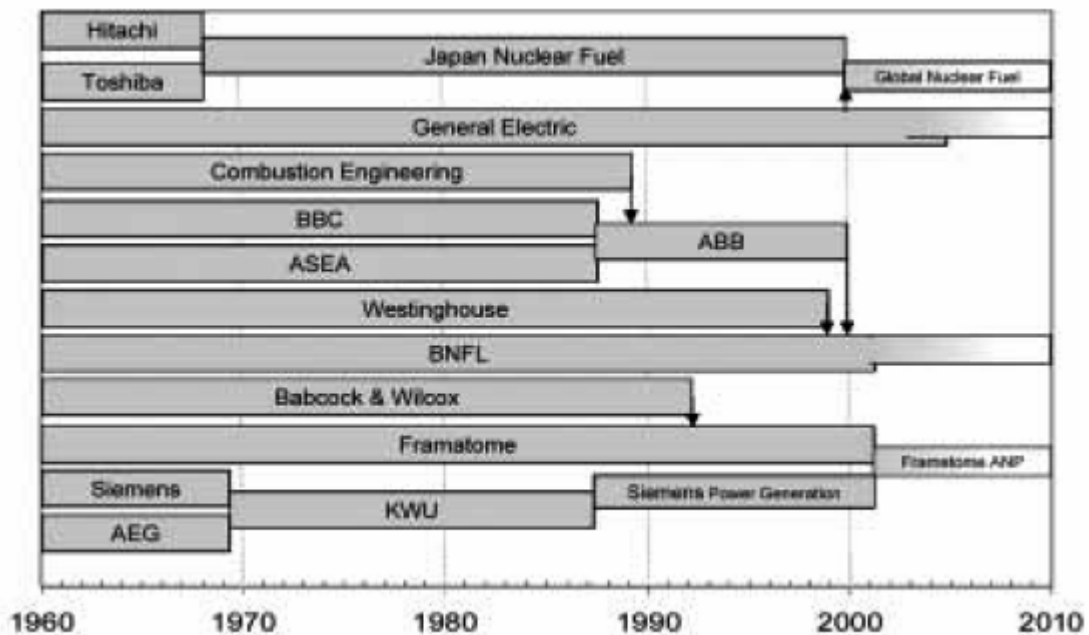 Hitachi
Japan Nuclear Fuel
Toshiba
Global Nuclear Fuel
General Electric
Combustion Engineering
BBC
ABB
ASEA
Westinghouse
BNFL
Babcock & Wilcox
Framatome
Framatome ANP
Siemens
Siemens Power Generation
KWU
AEG
1960 1970 1980 1990 2000 2010